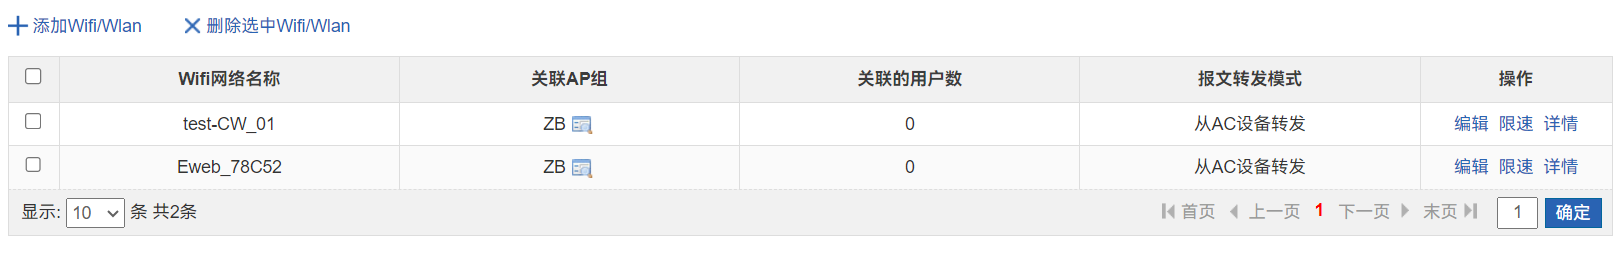 添加Wifi/Wlan 删除选中Wifi/Wlan
Wifi网络名称 关联AP组 关联的用户数 报文转发模式 操作
test-CW_01 ZB 0 从AC设备转发 编辑 限速 详情
Eweb_78C52 ZB 0 从AC设备转发 编辑 限速 详情
显示: 10 条 共2条 首页 上一页 1 下一页 末页 1 确定